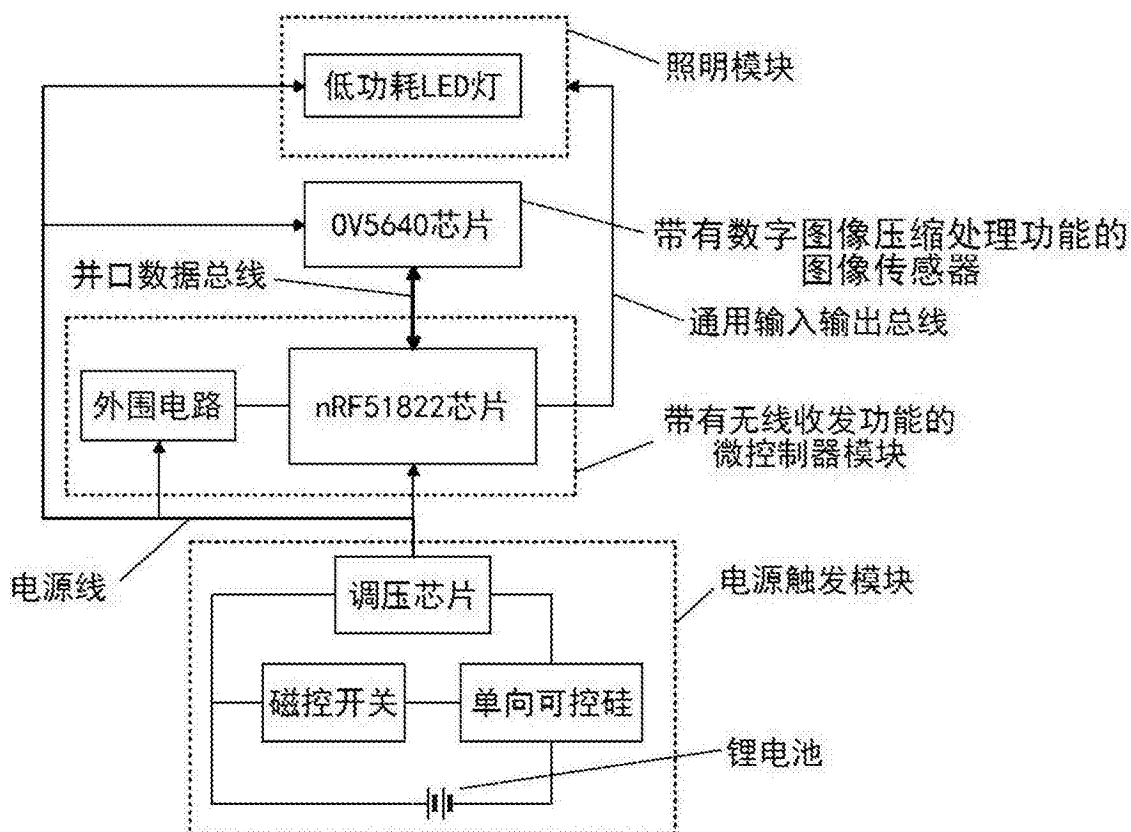 照明模块
低功耗LED灯
OV5640芯片
带有数字图像压缩处理功能的
图像传感器
并口数据总线
通用输入输出总线
外围电路
nRF51822芯片
带有无线收发功能的
微控制器模块
电源线
调压芯片
电源触发模块
磁控开关
单向可控硅
锂电池